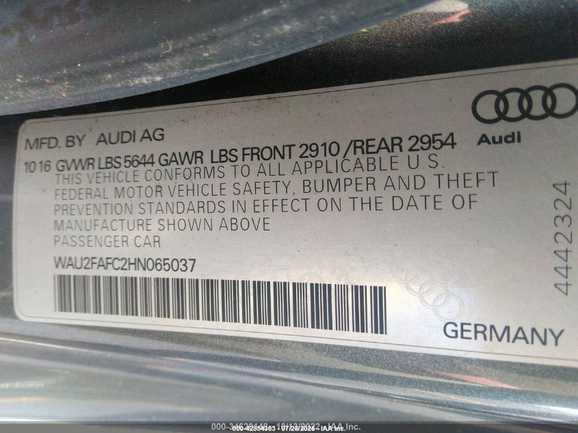 MFD. BY AUDI AG
Audi
10 16 GVWR LBS 5644 GAWR LBS FRONT 2910 /REAR 2954
THIS VEHICLE CONFORMS TO ALL APPLICABLE U S.
FEDERAL MOTOR VEHICLE SAFETY, BUMPER AND THEFT
PREVENTION STANDARDS IN EFFECT ON THE DATE OF
MANUFACTURE SHOWN ABOVE
PASSENGER CAR
WAU2FAFC2HN065037
4442324
GERMANY
IAA Inc.